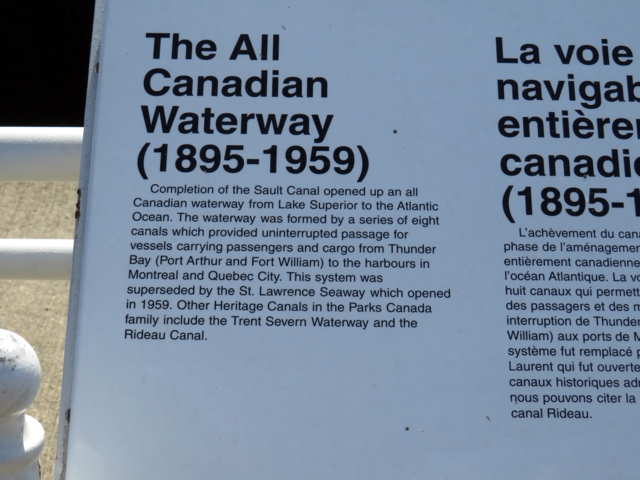 The All
Canadian
Waterway
(1895-1959)
Completion of the Sault Canal opened up an all
Canadian waterway from Lake Superior to the Atlantic
Ocean. The waterway was formed by a series of eight
canals which provided uninterrupted passage for
vessels carrying passengers and cargo from Thunder
Bay (Port Arthur and Fort William) to the harbours in
Montreal and Quebec City. This system was
superseded by the St. Lawrence Seaway which opened
in 1959. Other Heritage Canals in the Parks Canada
family include the Trent Severn Waterway and the
Rideau Canal.
La voie
navigab
entièrem
canadie
(1895-1
L'achèvement du cana
phase de l'aménagemen
entièrement canadienne
l'océan Atlantique. La vo
huit canaux qui permett
des passagers et des m
interruption de Thunder
William) aux ports de M
système fut remplacé p
Laurent qui fut ouverte
canaux historiques adr
nous pouvons citer la
canal Rideau.